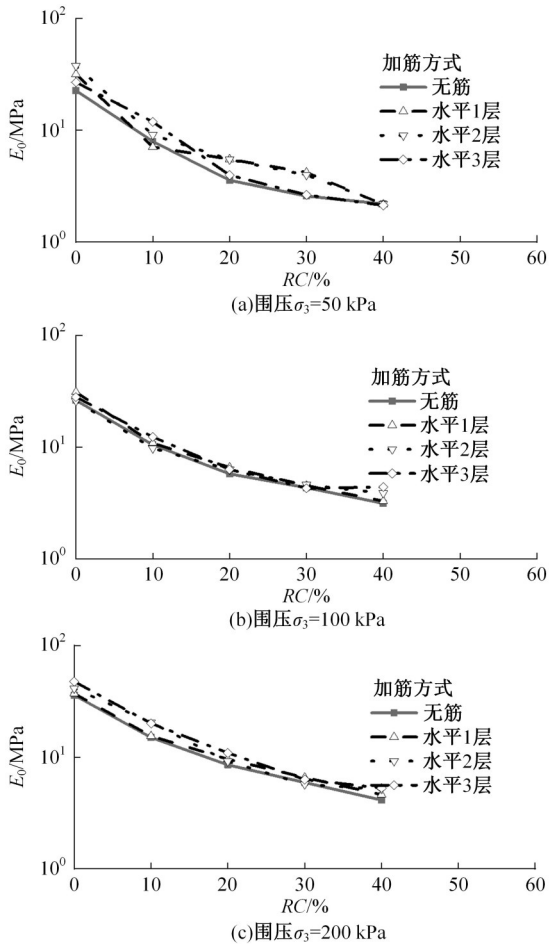 10²
10¹
10⁰
E₀/MPa
加筋方式
无筋
水平1层
水平2层
水平3层
0 10 20 30 40 50 60
RC/%
(a)围压σ₃=50 kPa
10²
10¹
10⁰
E₀/MPa
加筋方式
无筋
水平1层
水平2层
水平3层
0 10 20 30 40 50 60
RC/%
(b)围压σ₃=100 kPa
10²
10¹
10⁰
E₀/MPa
加筋方式
无筋
水平1层
水平2层
水平3层
0 10 20 30 40 50 60
RC/%
(c)围压σ₃=200 kPa